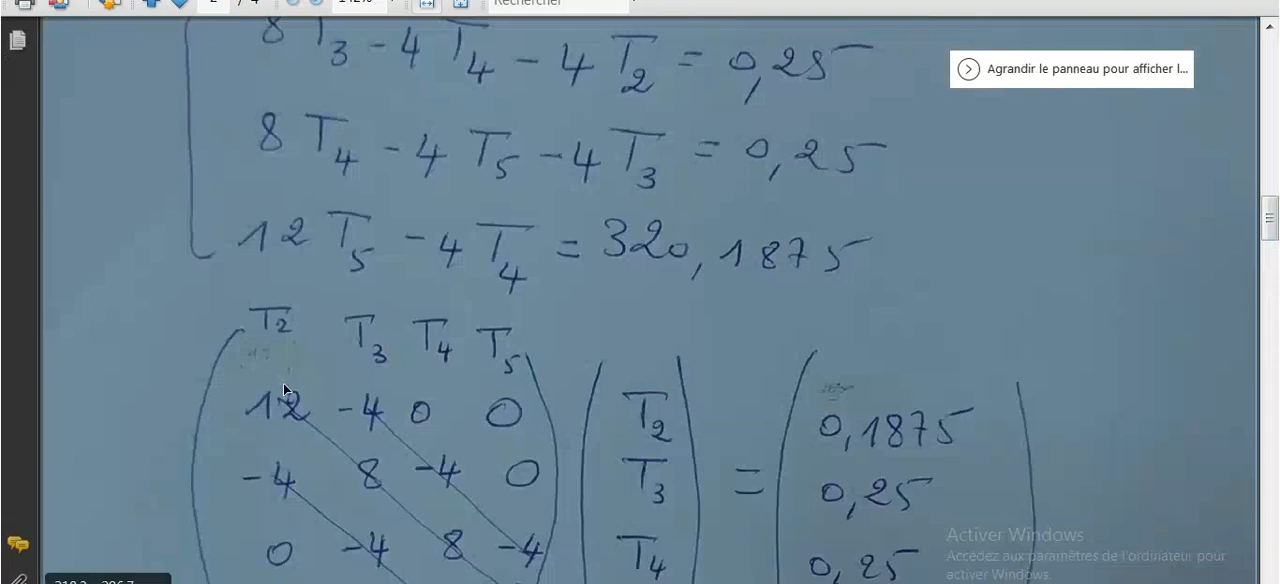 Rechercher
8 T3 - 4 T4 - 4 T2 = 0,25
Agrandir le panneau pour afficher l...
8 T4 - 4 T5 - 4 T3 = 0,25
12 T5 - 4 T4 = 320,1875
T2 T3 T4 T5
12 -4 0 0 T2 0,1875
-4 8 -4 0 T3 = 0,25
0 -4 8 -4 T4 0,25
Activer Windows
Accédez aux paramètres de l'ordinateur pour
activer Windows.